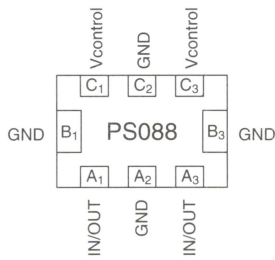 Vcontrol
GND
Vcontrol
C1
C2
C3
GND
B1
PS088
B3
GND
A1
A2
A3
IN/OUT
GND
IN/OUT